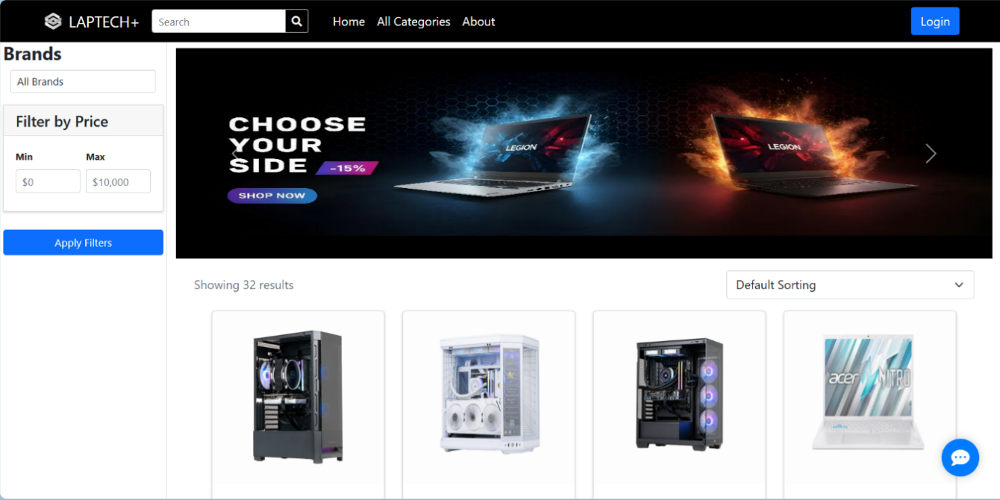 LAPTECH+
Search
Home
All Categories
About
Login
Brands
All Brands
Filter by Price
Min
Max
$0
$10,000
Apply Filters
CHOOSE
YOUR
SIDE
-15%
SHOP NOW
LEGION
LEGION
Showing 32 results
Default Sorting
acer NITRO